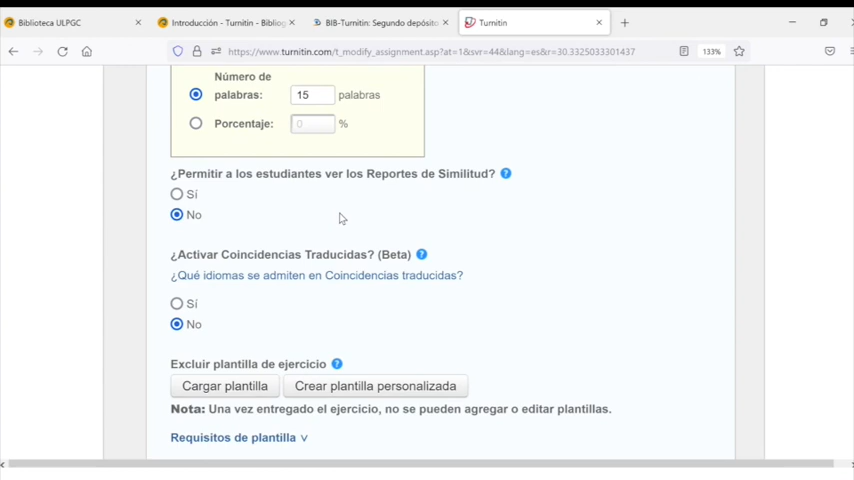 Biblioteca ULPGC
Introducción - Turnitin - Bibliog
BIB-Turnitin: Segundo depósito
Turnitin
https://www.turnitin.com/t_modify_assignment.asp?at=1&svr=44&lang=es&r=30.3325033301437
133%
Número de
palabras:
15
palabras
Porcentaje:
0
%
¿Permitir a los estudiantes ver los Reportes de Similitud? ?
Sí
No
¿Activar Coincidencias Traducidas? (Beta) ?
¿Qué idiomas se admiten en Coincidencias traducidas?
Sí
No
Excluir plantilla de ejercicio ?
Cargar plantilla
Crear plantilla personalizada
Nota: Una vez entregado el ejercicio, no se pueden agregar o editar plantillas.
Requisitos de plantilla